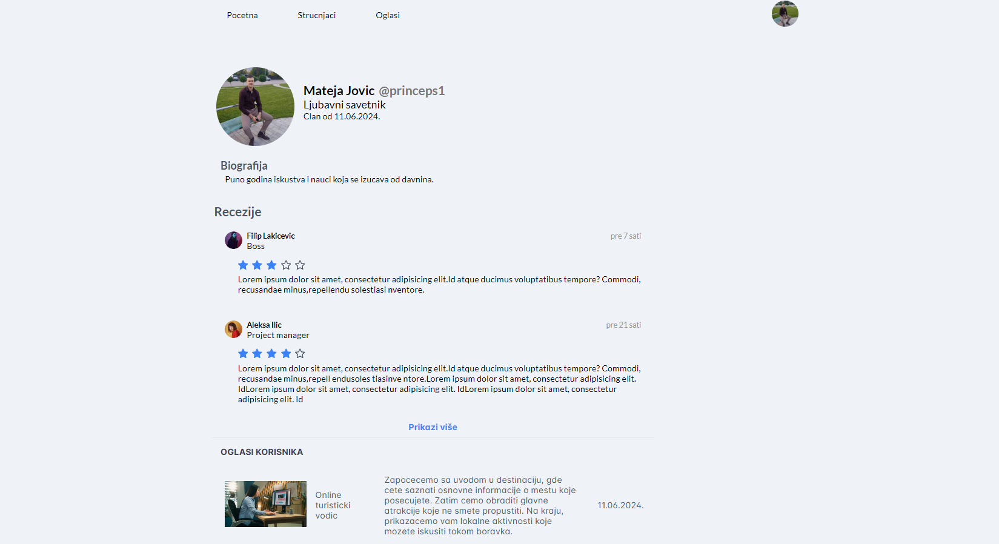 Pocetna Strucnjaci Oglasi
Mateja Jovic @princeps1
Ljubavni savetnik
Clan od 11.06.2024.
Biografija
Puno godina iskustva i nauci koja se izucava od davnina.
Recezije
Filip Lakicevic pre 7 sati
Boss
Lorem ipsum dolor sit amet, consectetur adipisicing elit.Id atque ducimus voluptatibus tempore? Commodi,
recusandae minus,repellendu solestiasi nventore.
Aleksa Ilic pre 21 sati
Project manager
Lorem ipsum dolor sit amet, consectetur adipisicing elit.Id atque ducimus voluptatibus tempore? Commodi,
recusandae minus,repell endusoles tiasinve ntore.Lorem ipsum dolor sit amet, consectetur adipisicing elit.
IdLorem ipsum dolor sit amet, consectetur adipisicing elit. IdLorem ipsum dolor sit amet, consectetur
adipisicing elit. Id
Prikazi više
OGLASI KORISNIKA
Online
turisticki
vodic
Zapocecemo sa uvodom u destinaciju, gde
cete saznati osnovne informacije o mestu koje
posecujete. Zatim cemo obraditi glavne
atrakcije koje ne smete propustiti. Na kraju,
prikazacemo vam lokalne aktivnosti koje
mozete iskusiti tokom boravka.
11.06.2024.